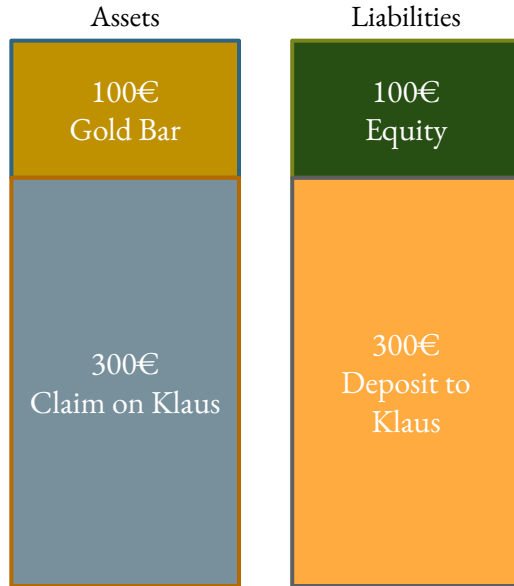 Assets
Liabilities
100€
Gold Bar
100€
Equity
300€
Claim on Klaus
300€
Deposit to
Klaus